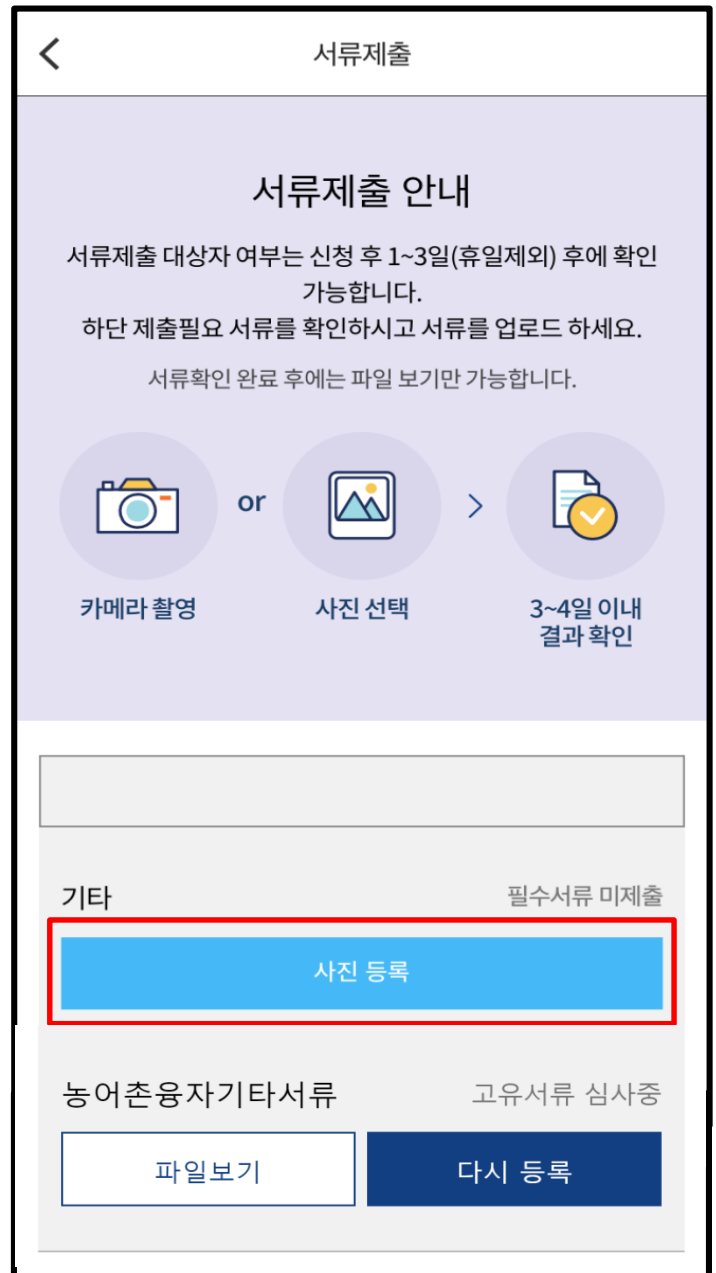 서류제출
서류제출 안내
서류제출 대상자 여부는 신청 후 1~3일(휴일제외) 후에 확인
가능합니다.
하단 제출필요 서류를 확인하시고 서류를 업로드 하세요.
서류확인 완료 후에는 파일 보기만 가능합니다.
or
카메라 촬영
사진 선택
3~4일 이내
결과 확인
기타
필수서류 미제출
사진 등록
농어촌융자기타서류
고유서류 심사중
파일보기
다시 등록